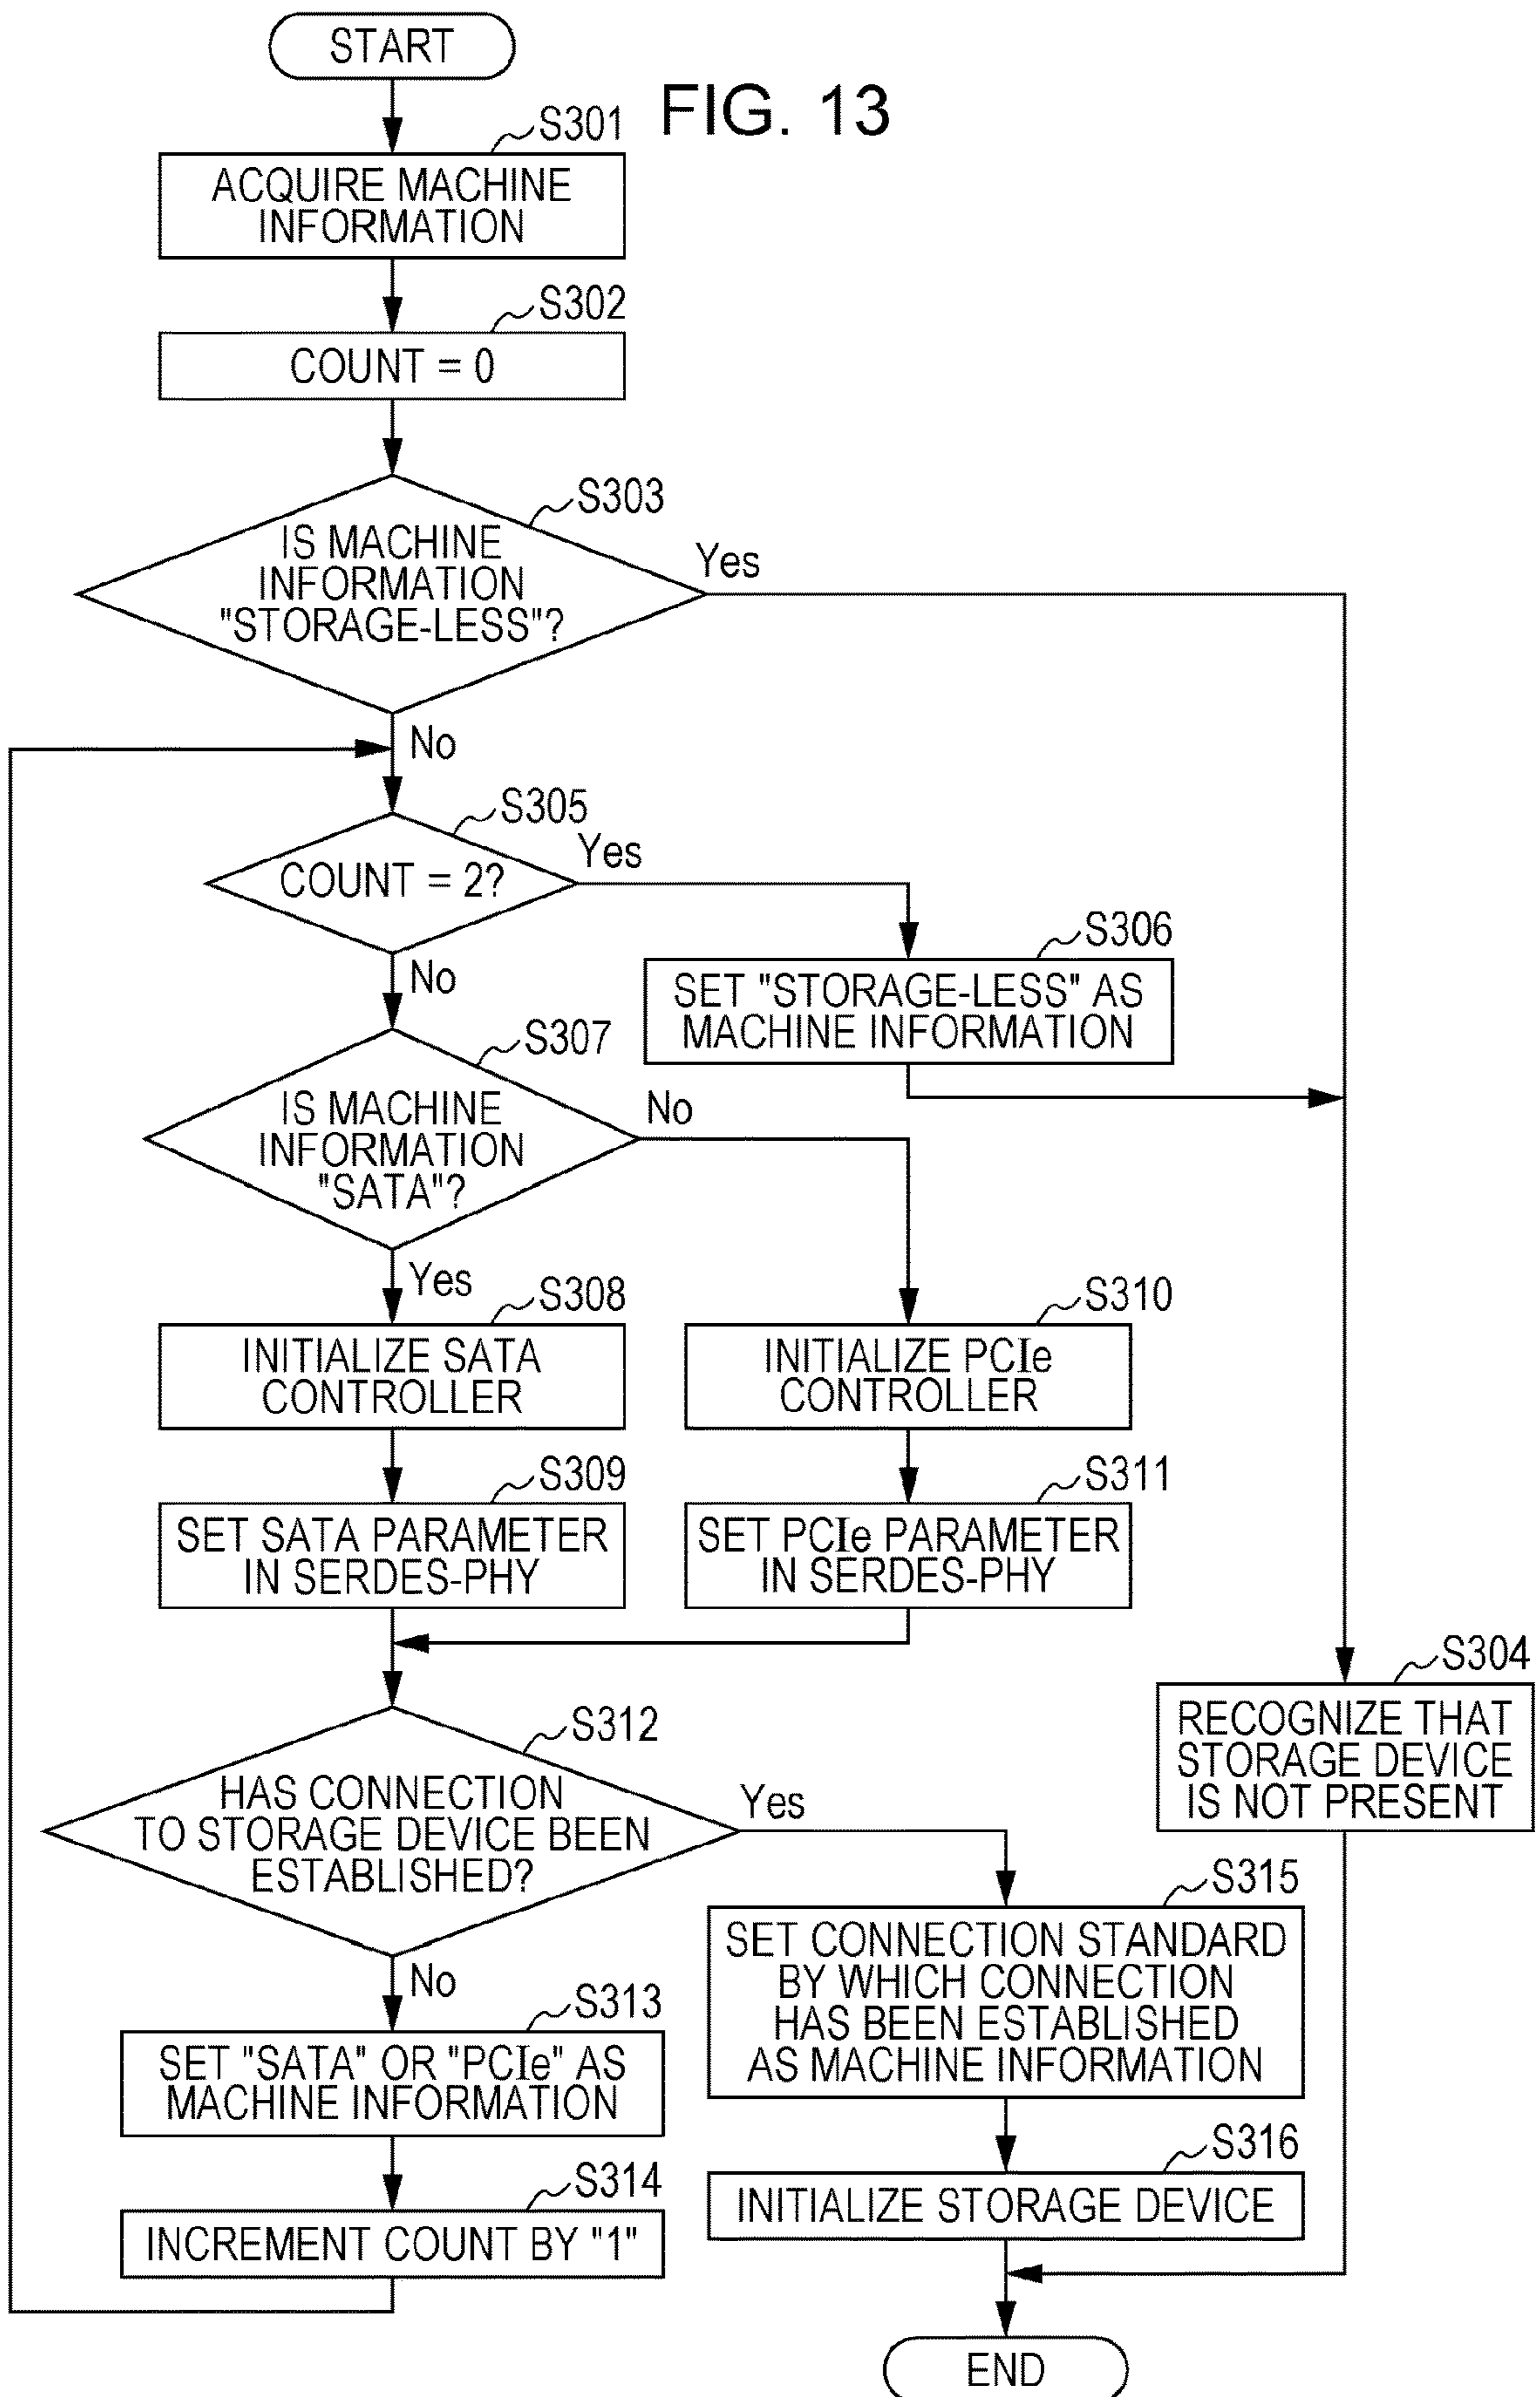 START
FIG. 13
S301
ACQUIRE MACHINE
INFORMATION
S302
COUNT = 0
S303
IS MACHINE
INFORMATION
"STORAGE-LESS"?
Yes
No
S305
COUNT = 2?
Yes
No
S306
SET "STORAGE-LESS" AS
MACHINE INFORMATION
S307
IS MACHINE
INFORMATION
"SATA"?
No
Yes
S308
INITIALIZE SATA
CONTROLLER
S310
INITIALIZE PCIe
CONTROLLER
S309
SET SATA PARAMETER
IN SERDES-PHY
S311
SET PCIe PARAMETER
IN SERDES-PHY
S304
RECOGNIZE THAT
STORAGE DEVICE
IS NOT PRESENT
S312
HAS CONNECTION
TO STORAGE DEVICE BEEN
ESTABLISHED?
Yes
No
S315
SET CONNECTION STANDARD
BY WHICH CONNECTION
HAS BEEN ESTABLISHED
AS MACHINE INFORMATION
S313
SET "SATA" OR "PCIe" AS
MACHINE INFORMATION
S316
INITIALIZE STORAGE DEVICE
S314
INCREMENT COUNT BY "1"
END